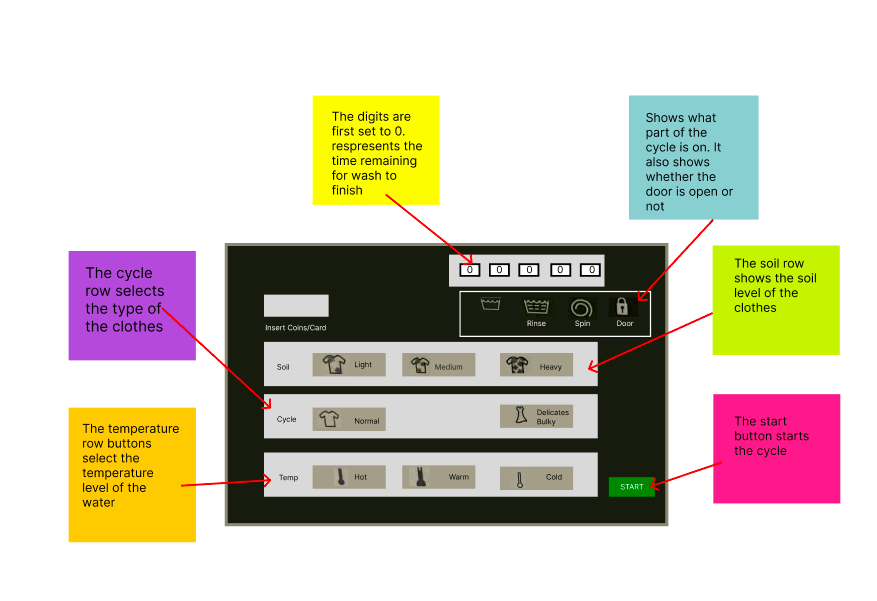 The digits are
first set to 0.
respresents the
time remaining
for wash to
finish
Shows what
part of the
cycle is on. It
also shows
whether the
door is open or
not
The cycle
row selects
the type of
the clothes
The soil row
shows the soil
level of the
clothes
0 0 0 0 0
Insert Coins/Card
Rinse Spin Door
Soil Light Medium Heavy
Cycle Normal Delicates
Bulky
Temp Hot Warm Cold
START
The temperature
row buttons
select the
temperature
level of the
water
The start
button starts
the cycle